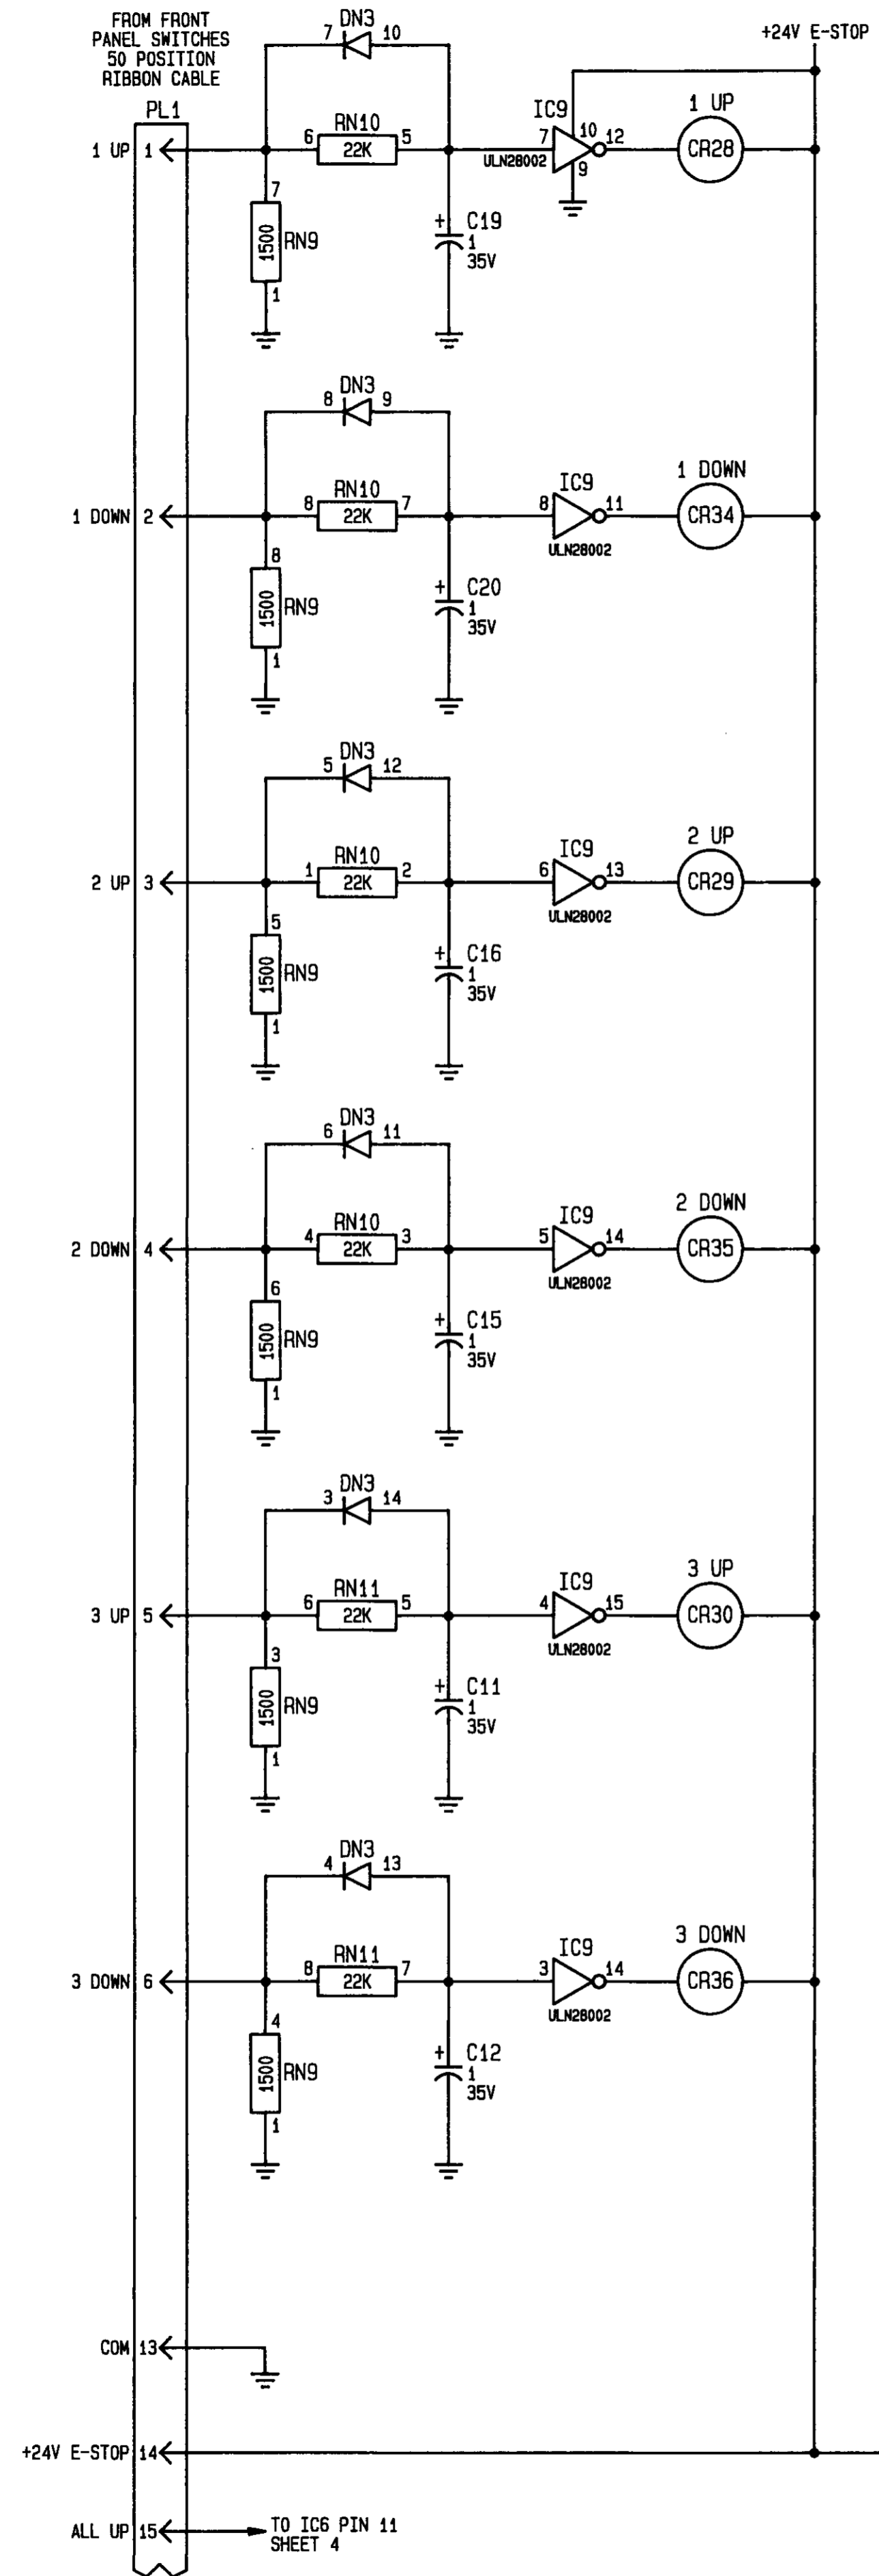 FROM FRONT
PANEL SWITCHES
50 POSITION
RIBBON CABLE
+24V E-STOP
PL1
DN3
7 10
1 UP 1
RN10
6 22K 5
IC9
7 10 12
9
ULN28002
1 UP
CR28
7
1500 RN9
1
+ C19
1
35V
DN3
8 9
1 DOWN 2
RN10
8 22K 7
IC9
8 11
ULN28002
1 DOWN
CR34
8
1500 RN9
1
+ C20
1
35V
DN3
5 12
2 UP 3
RN10
1 22K 2
IC9
6 13
ULN28002
2 UP
CR29
5
1500 RN9
1
+ C16
1
35V
DN3
6 11
2 DOWN 4
RN10
4 22K 3
IC9
5 14
ULN28002
2 DOWN
CR35
6
1500 RN9
1
+ C15
1
35V
DN3
3 14
3 UP 5
RN11
6 22K 5
IC9
4 15
ULN28002
3 UP
CR30
3
1500 RN9
1
+ C11
1
35V
DN3
4 13
3 DOWN 6
RN11
8 22K 7
IC9
3 14
ULN28002
3 DOWN
CR36
4
1500 RN9
1
+ C12
1
35V
COM 13
+24V E-STOP 14
ALL UP 15
TO IC6 PIN 11
SHEET 4